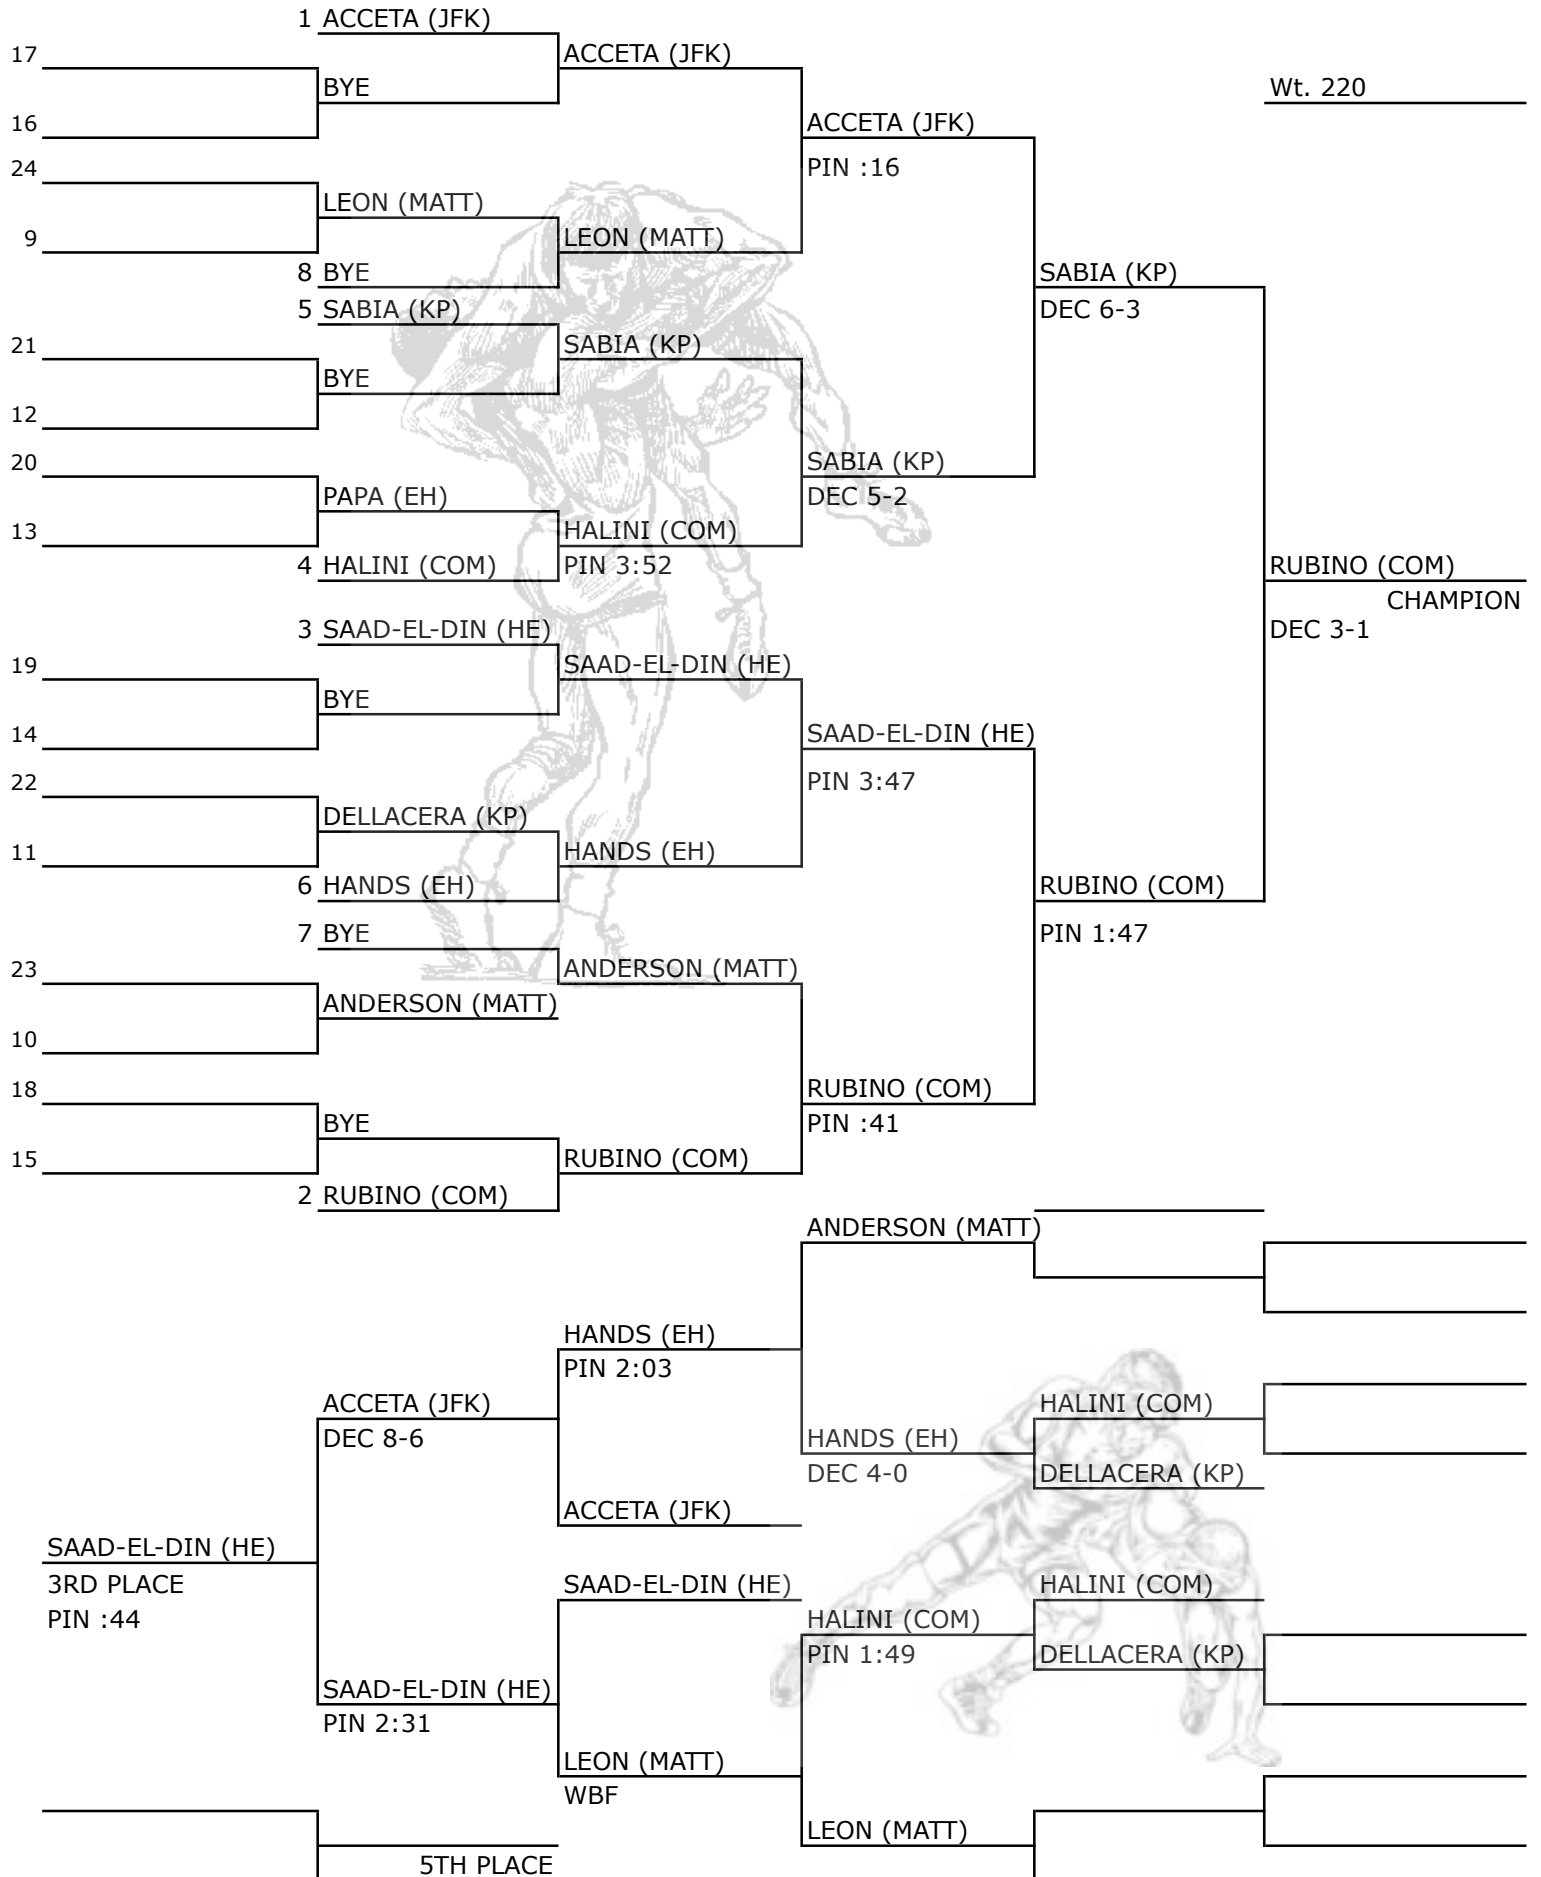 1 ACCETA (JFK)
17
ACCETA (JFK)
BYE
Wt. 220
16
ACCETA (JFK)
24
PIN :16
LEON (MATT)
9
LEON (MATT)
8 BYE
SABIA (KP)
5 SABIA (KP)
DEC 6-3
21
SABIA (KP)
BYE
12
20
SABIA (KP)
PAPA (EH)
DEC 5-2
13
HALINI (COM)
4 HALINI (COM)
PIN 3:52
RUBINO (COM)
CHAMPION
3 SAAD-EL-DIN (HE)
DEC 3-1
19
SAAD-EL-DIN (HE)
BYE
14
SAAD-EL-DIN (HE)
22
PIN 3:47
DELLACERA (KP)
11
HANDS (EH)
6 HANDS (EH)
RUBINO (COM)
7 BYE
PIN 1:47
23
ANDERSON (MATT)
ANDERSON (MATT)
10
18
RUBINO (COM)
BYE
PIN :41
15
RUBINO (COM)
2 RUBINO (COM)
ANDERSON (MATT)
HANDS (EH)
PIN 2:03
ACCETA (JFK)
HALINI (COM)
DEC 8-6
HANDS (EH)
DEC 4-0
DELLACERA (KP)
ACCETA (JFK)
SAAD-EL-DIN (HE)
3RD PLACE
SAAD-EL-DIN (HE)
HALINI (COM)
PIN :44
HALINI (COM)
PIN 1:49
DELLACERA (KP)
SAAD-EL-DIN (HE)
PIN 2:31
LEON (MATT)
WBF
LEON (MATT)
5TH PLACE